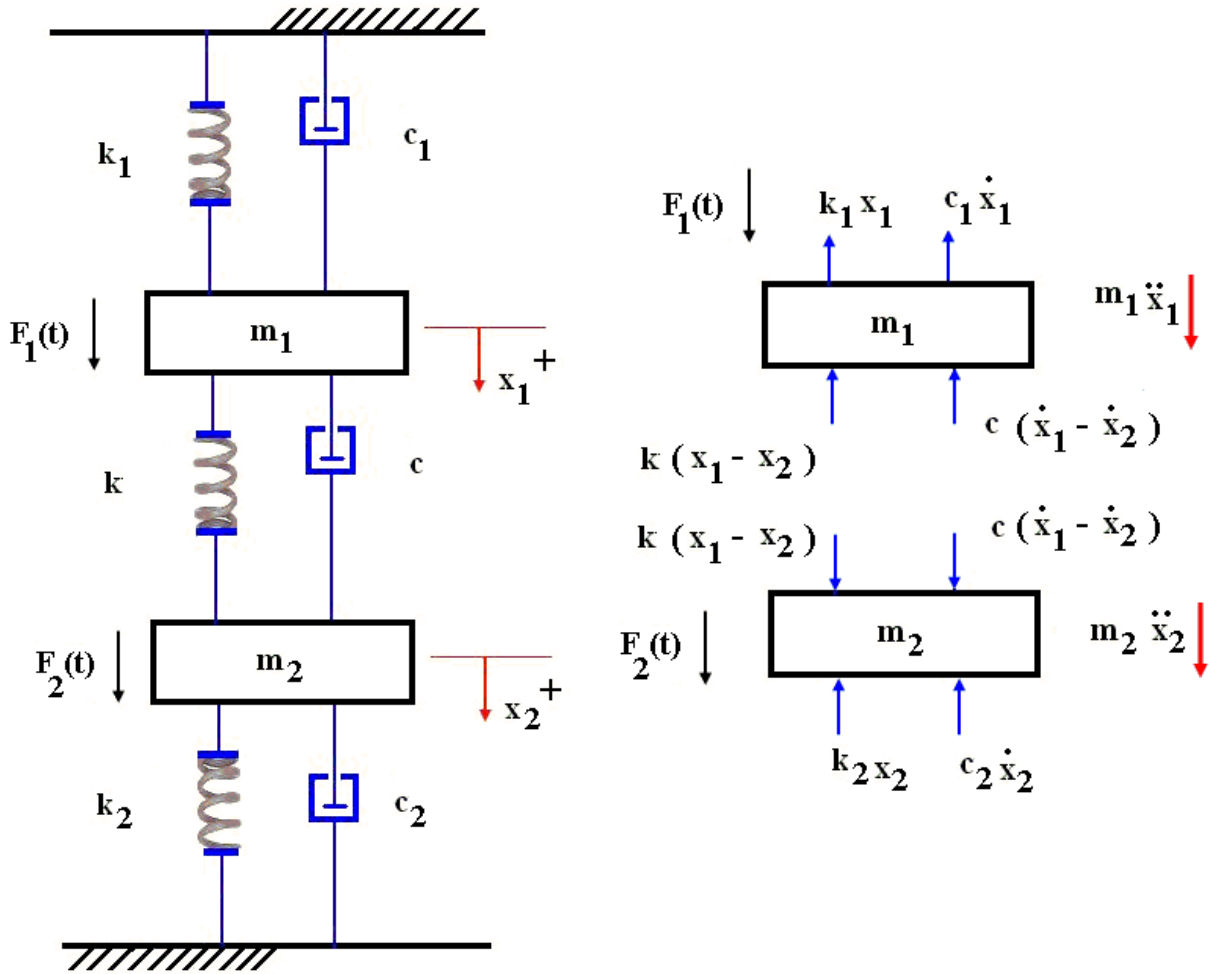 k₁
c₁
F₁(t)
m₁
x₁ +
k
c
F₂(t)
m₂
x₂ +
k₂
c₂
F₁(t)
k₁ x₁
c₁ ẋ₁
m₁
m₁ ẍ₁
k ( x₁ - x₂ )
c ( ẋ₁ - ẋ₂ )
k ( x₁ - x₂ )
c ( ẋ₁ - ẋ₂ )
F₂(t)
m₂
m₂ ẍ₂
k₂ x₂
c₂ ẋ₂